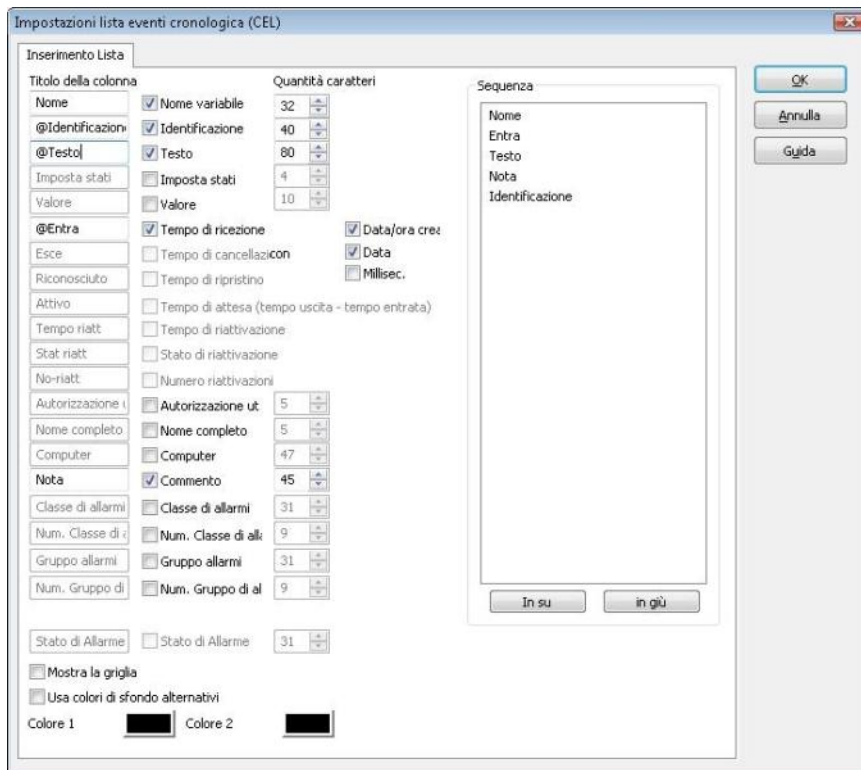 Impostazioni lista eventi cronologica (CEL)
Inserimento Lista
Titolo della colonna Quantità caratteri
Nome Nome variabile 32
@Identificazione Identificazione 40
@Testo Testo 80
Imposta stati Imposta stati 4
Valore Valore 10
@Entra Tempo di ricezione Data/ora crea
Esce Tempo di cancellazicon Data
Riconosciuto Tempo di ripristino Millisec.
Attivo Tempo di attesa (tempo uscita - tempo entrata)
Tempo riatt Tempo di riattivazione
Stat riatt Stato di riattivazione
No-riatt Numero riattivazioni
Autorizzazione u Autorizzazione ut 5
Nome completo Nome completo 5
Computer Computer 47
Nota Commento 45
Classe di allarmi Classe di allarmi 31
Num. Classe di a Num. Classe di alla 9
Gruppo allarmi Gruppo allarmi 31
Num. Gruppo di Num. Gruppo di al 9
Stato di Allarme Stato di Allarme 31
Mostra la griglia
Usa colori di sfondo alternativi
Colore 1 Colore 2
Sequenza
Nome
Entra
Testo
Nota
Identificazione
In su in giù
OK
Annulla
Guida